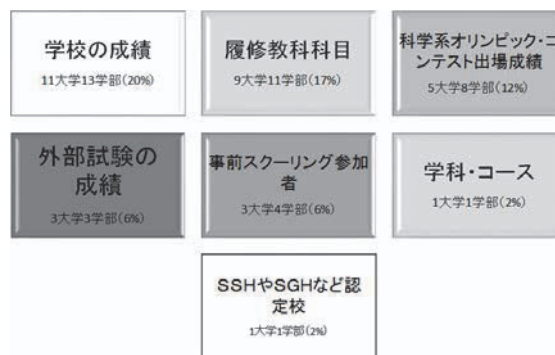 学校の成績
11大学13学部(20%)
履修教科科目
9大学11学部(17%)
科学系オリンピック・コ
ンテスト出場成績
5大学8学部(12%)
外部試験の
成績
3大学3学部(6%)
事前スクーリング参加
者
3大学4学部(6%)
学科・コース
1大学1学部(2%)
SSHやSGHなど認
定校
1大学1学部(2%)